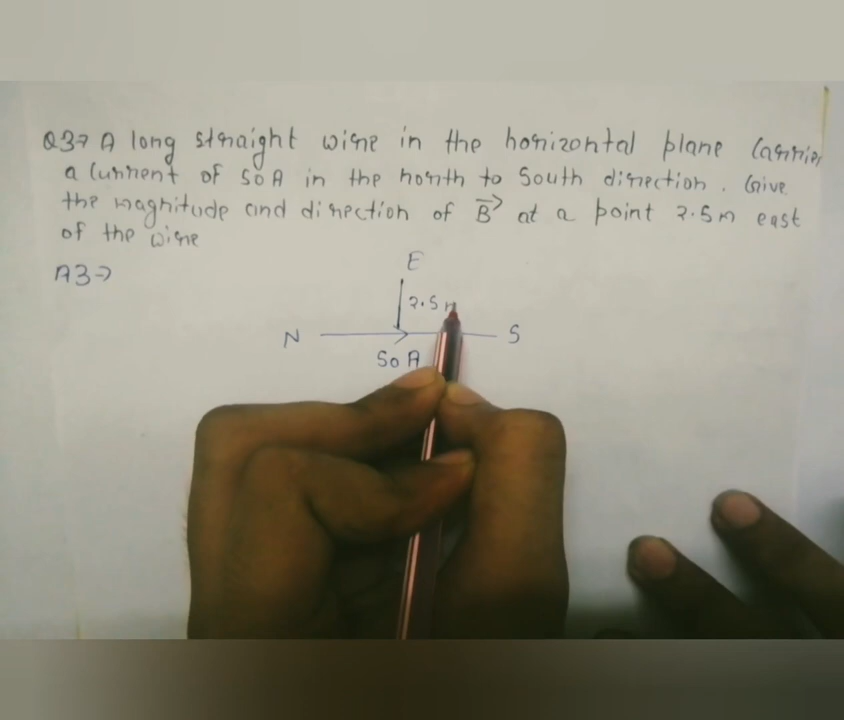 Q3→ A long straight wire in the horizontal plane carries
a current of 50 A in the north to South direction. Give
the magnitude and direction of B⃗ at a point 2.5m east
of the wire
A3→
E
2.5 m
N S
50 A